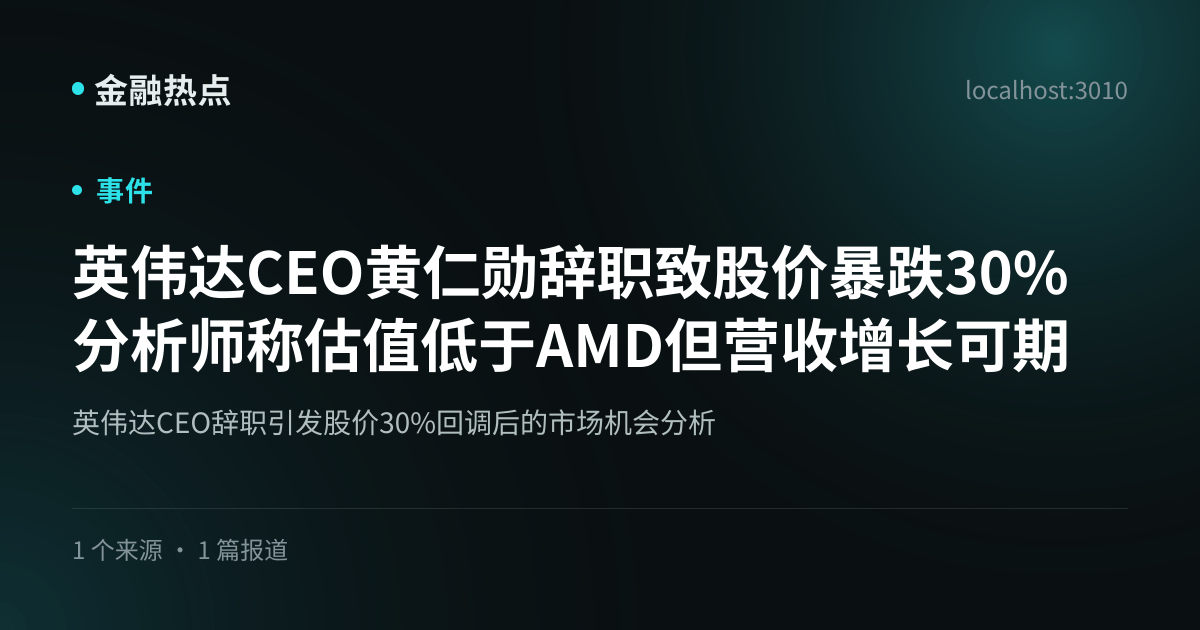 金融热点
localhost:3010
事件
英伟达CEO黄仁勋辞职致股价暴跌30%
分析师称估值低于AMD但营收增长可期
英伟达CEO辞职引发股价30%回调后的市场机会分析
1 个来源 · 1 篇报道